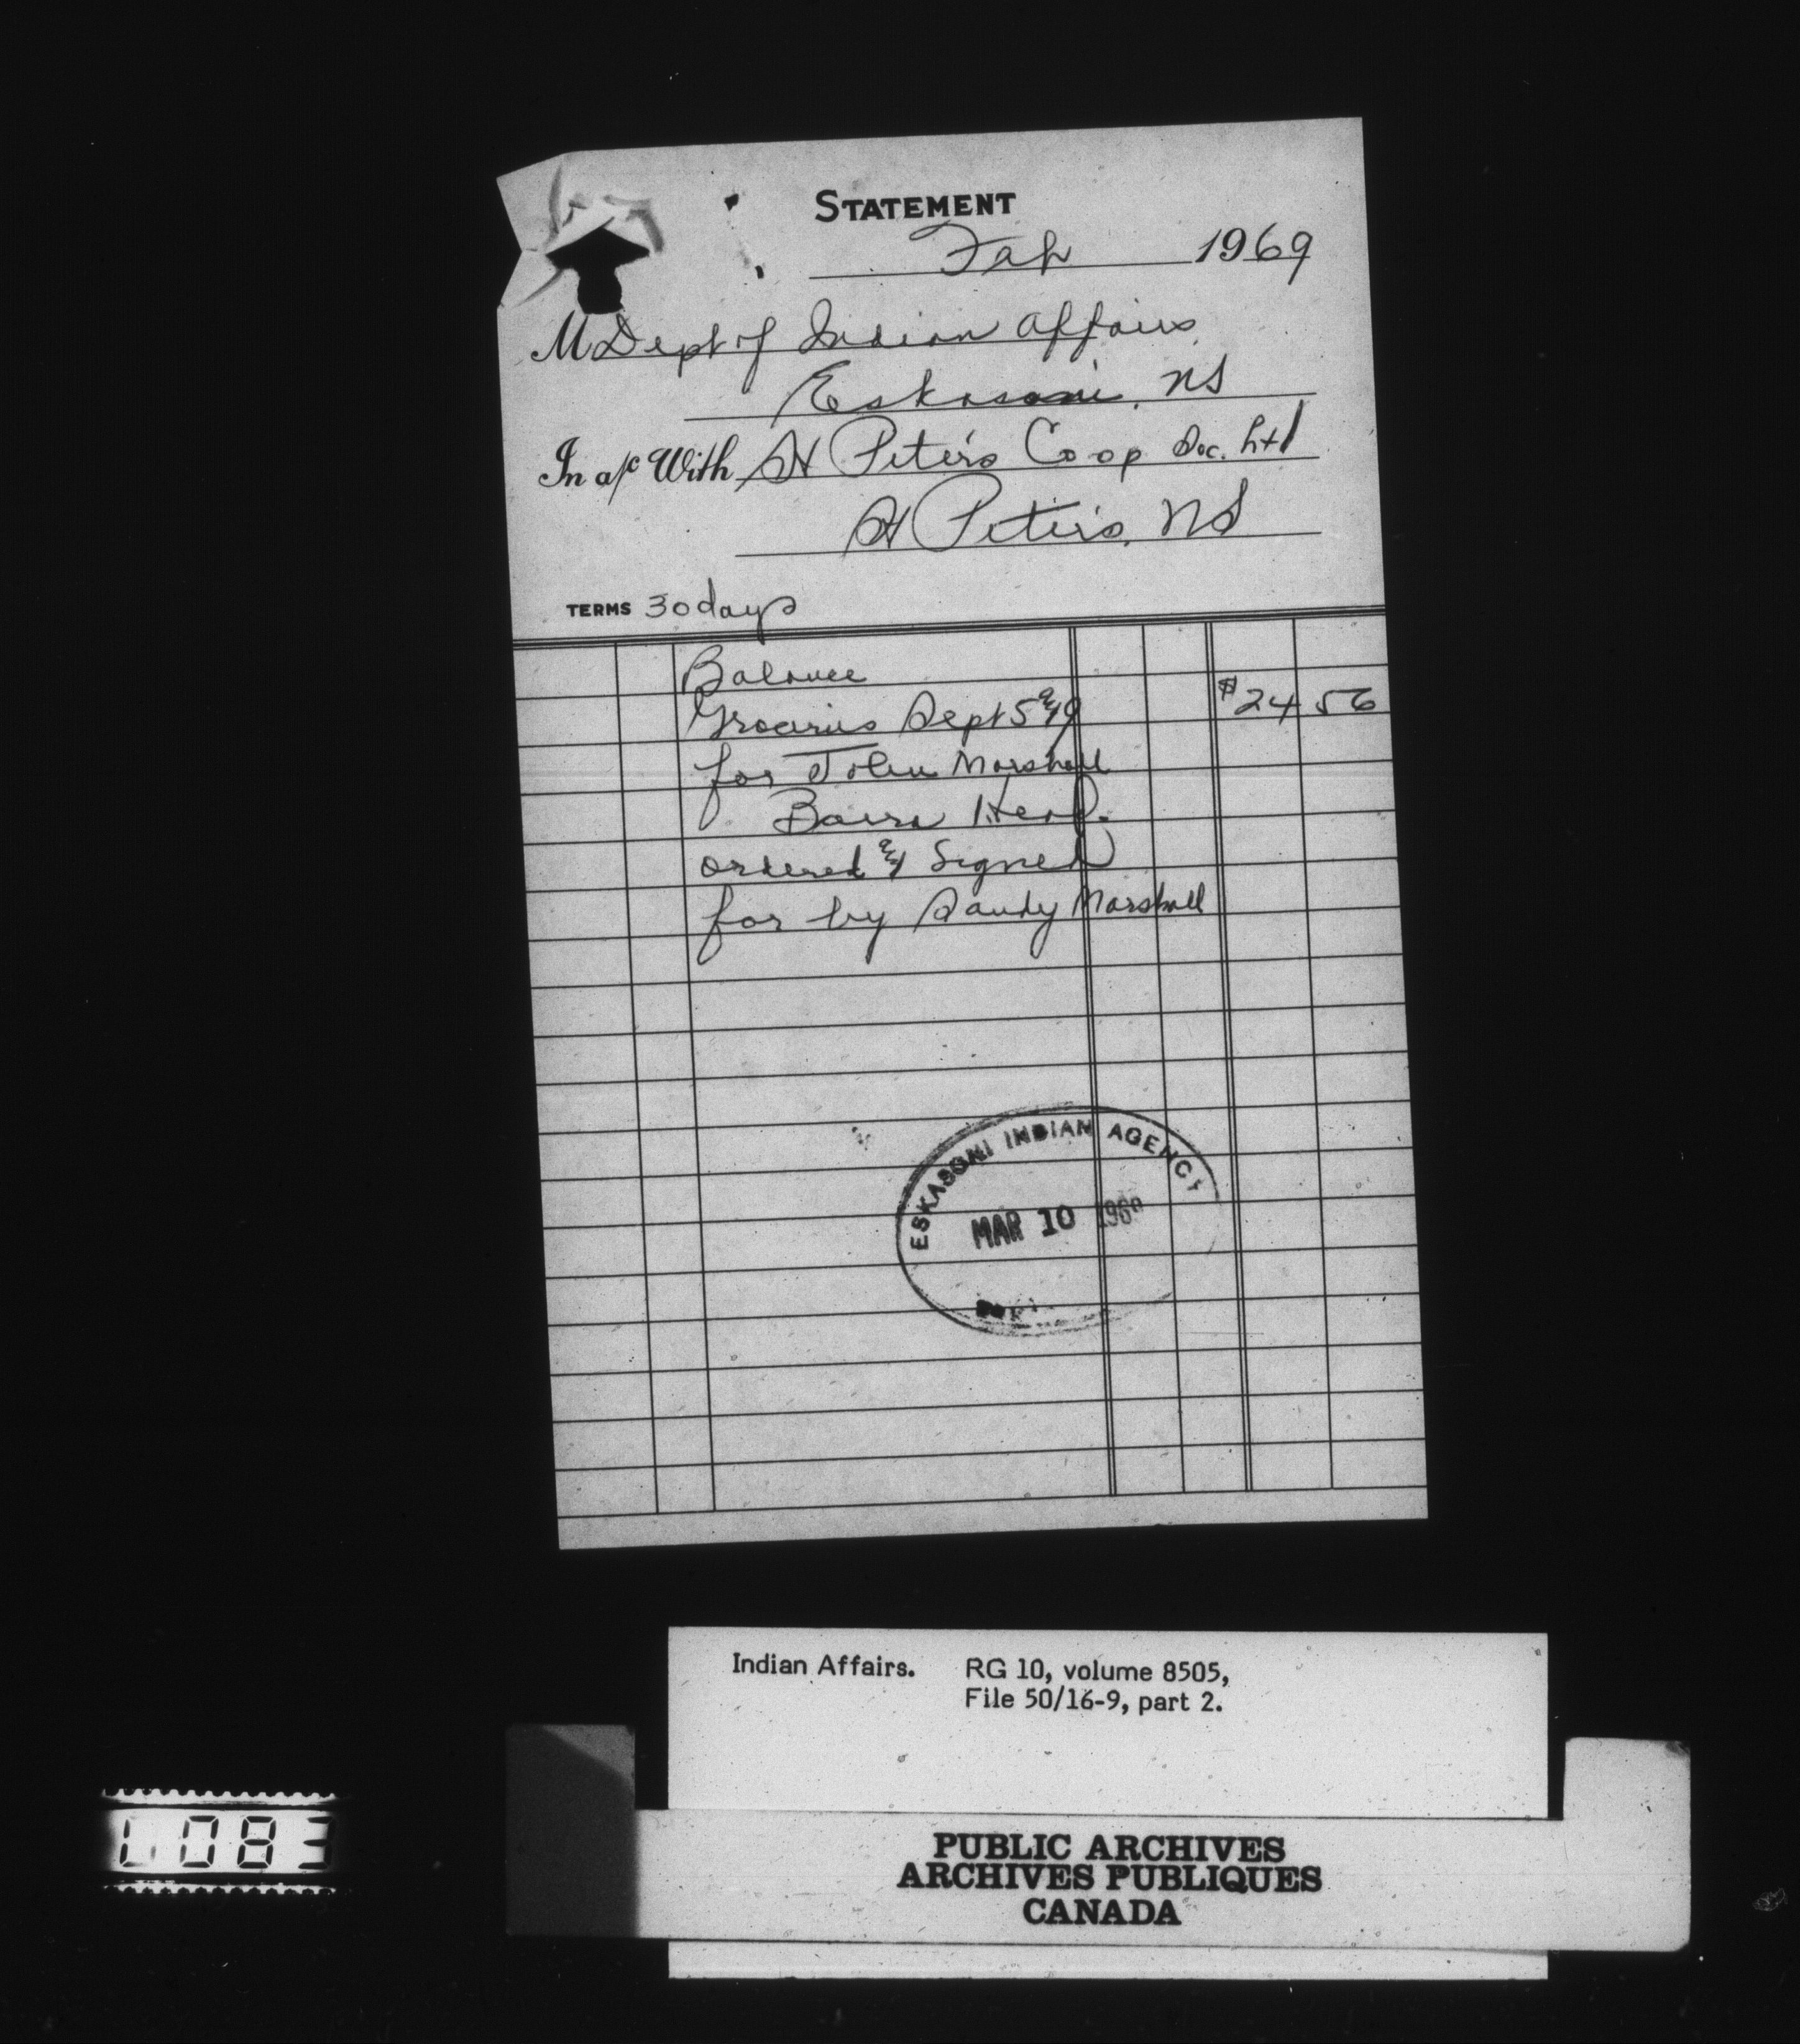 STATEMENT
Feb 1969
M Dept of Indian Affairs
Eskasoni, NS
In a/c With St Peter's Co op Soc. Ltd
St Peter's, NS
TERMS 30 days
Balance
Groceries Sept 5 $24 56
for John Marshall
Barra Head.
ordered & Signed
for by Sandy Marshall
ESKASONI INDIAN AGENCY
MAR 10
Indian Affairs. RG 10, volume 8505,
File 50/16-9, part 2.
PUBLIC ARCHIVES
ARCHIVES PUBLIQUES
CANADA
083